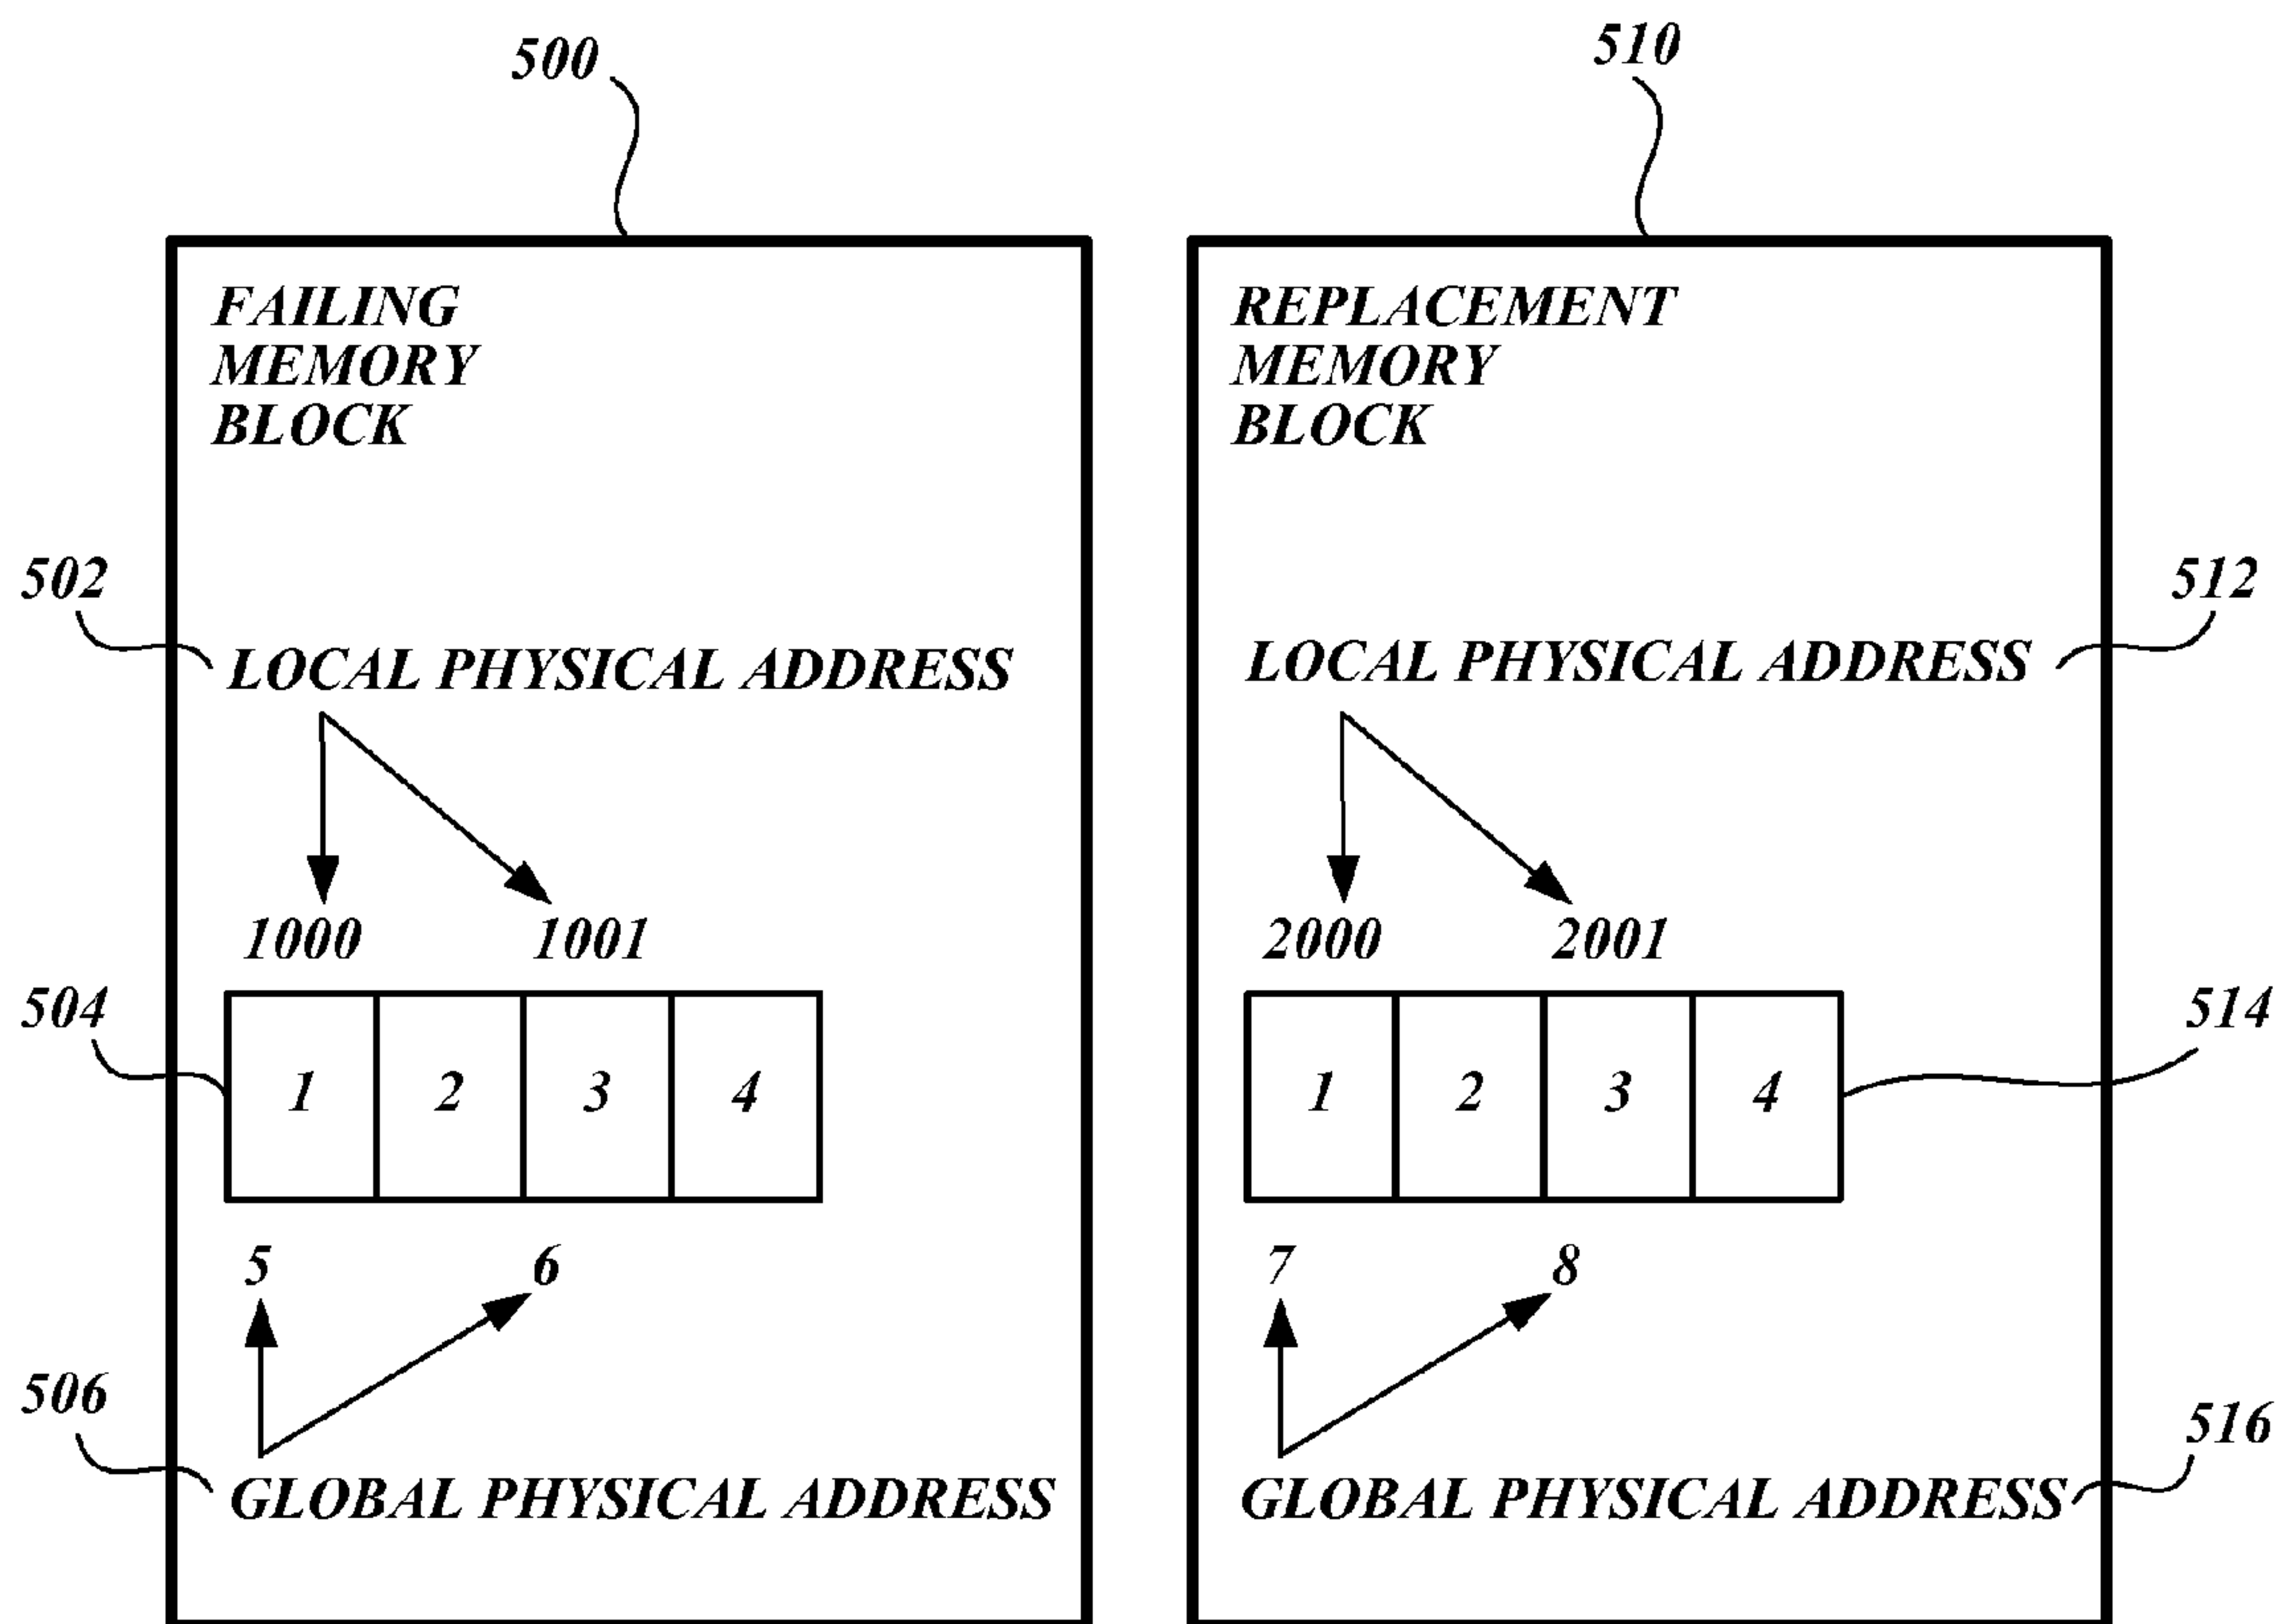 500
510
FAILING
MEMORY
BLOCK
REPLACEMENT
MEMORY
BLOCK
502
LOCAL PHYSICAL ADDRESS
LOCAL PHYSICAL ADDRESS
512
1000 1001
2000 2001
504
1 2 3 4
1 2 3 4
514
5 6
7 8
506
GLOBAL PHYSICAL ADDRESS
GLOBAL PHYSICAL ADDRESS
516